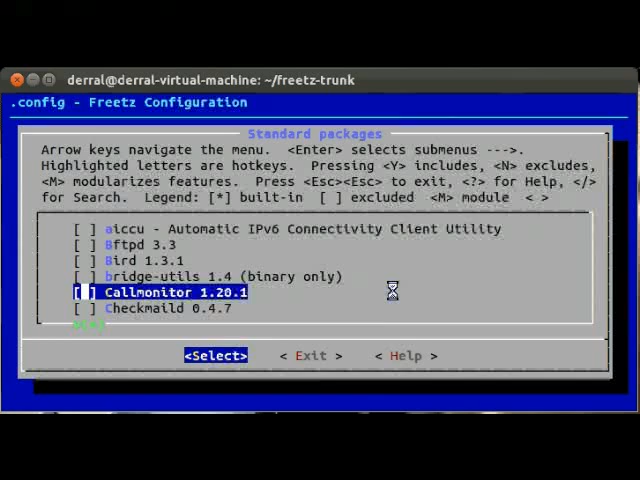 derral@derral-virtual-machine: ~/freetz-trunk
.config - Freetz Configuration
Standard packages
Arrow keys navigate the menu. <Enter> selects submenus --->.
Highlighted letters are hotkeys. Pressing <Y> includes, <N> excludes,
<M> modularizes features. Press <Esc><Esc> to exit, <?> for Help, </>
for Search. Legend: [*] built-in [ ] excluded <M> module < >
[ ] aiccu - Automatic IPv6 Connectivity Client Utility
[ ] Bftpd 3.3
[ ] Bird 1.3.1
[ ] bridge-utils 1.4 (binary only)
[ ] Callmonitor 1.20.1
[ ] Checkmaild 0.4.7
<Select> < Exit > < Help >